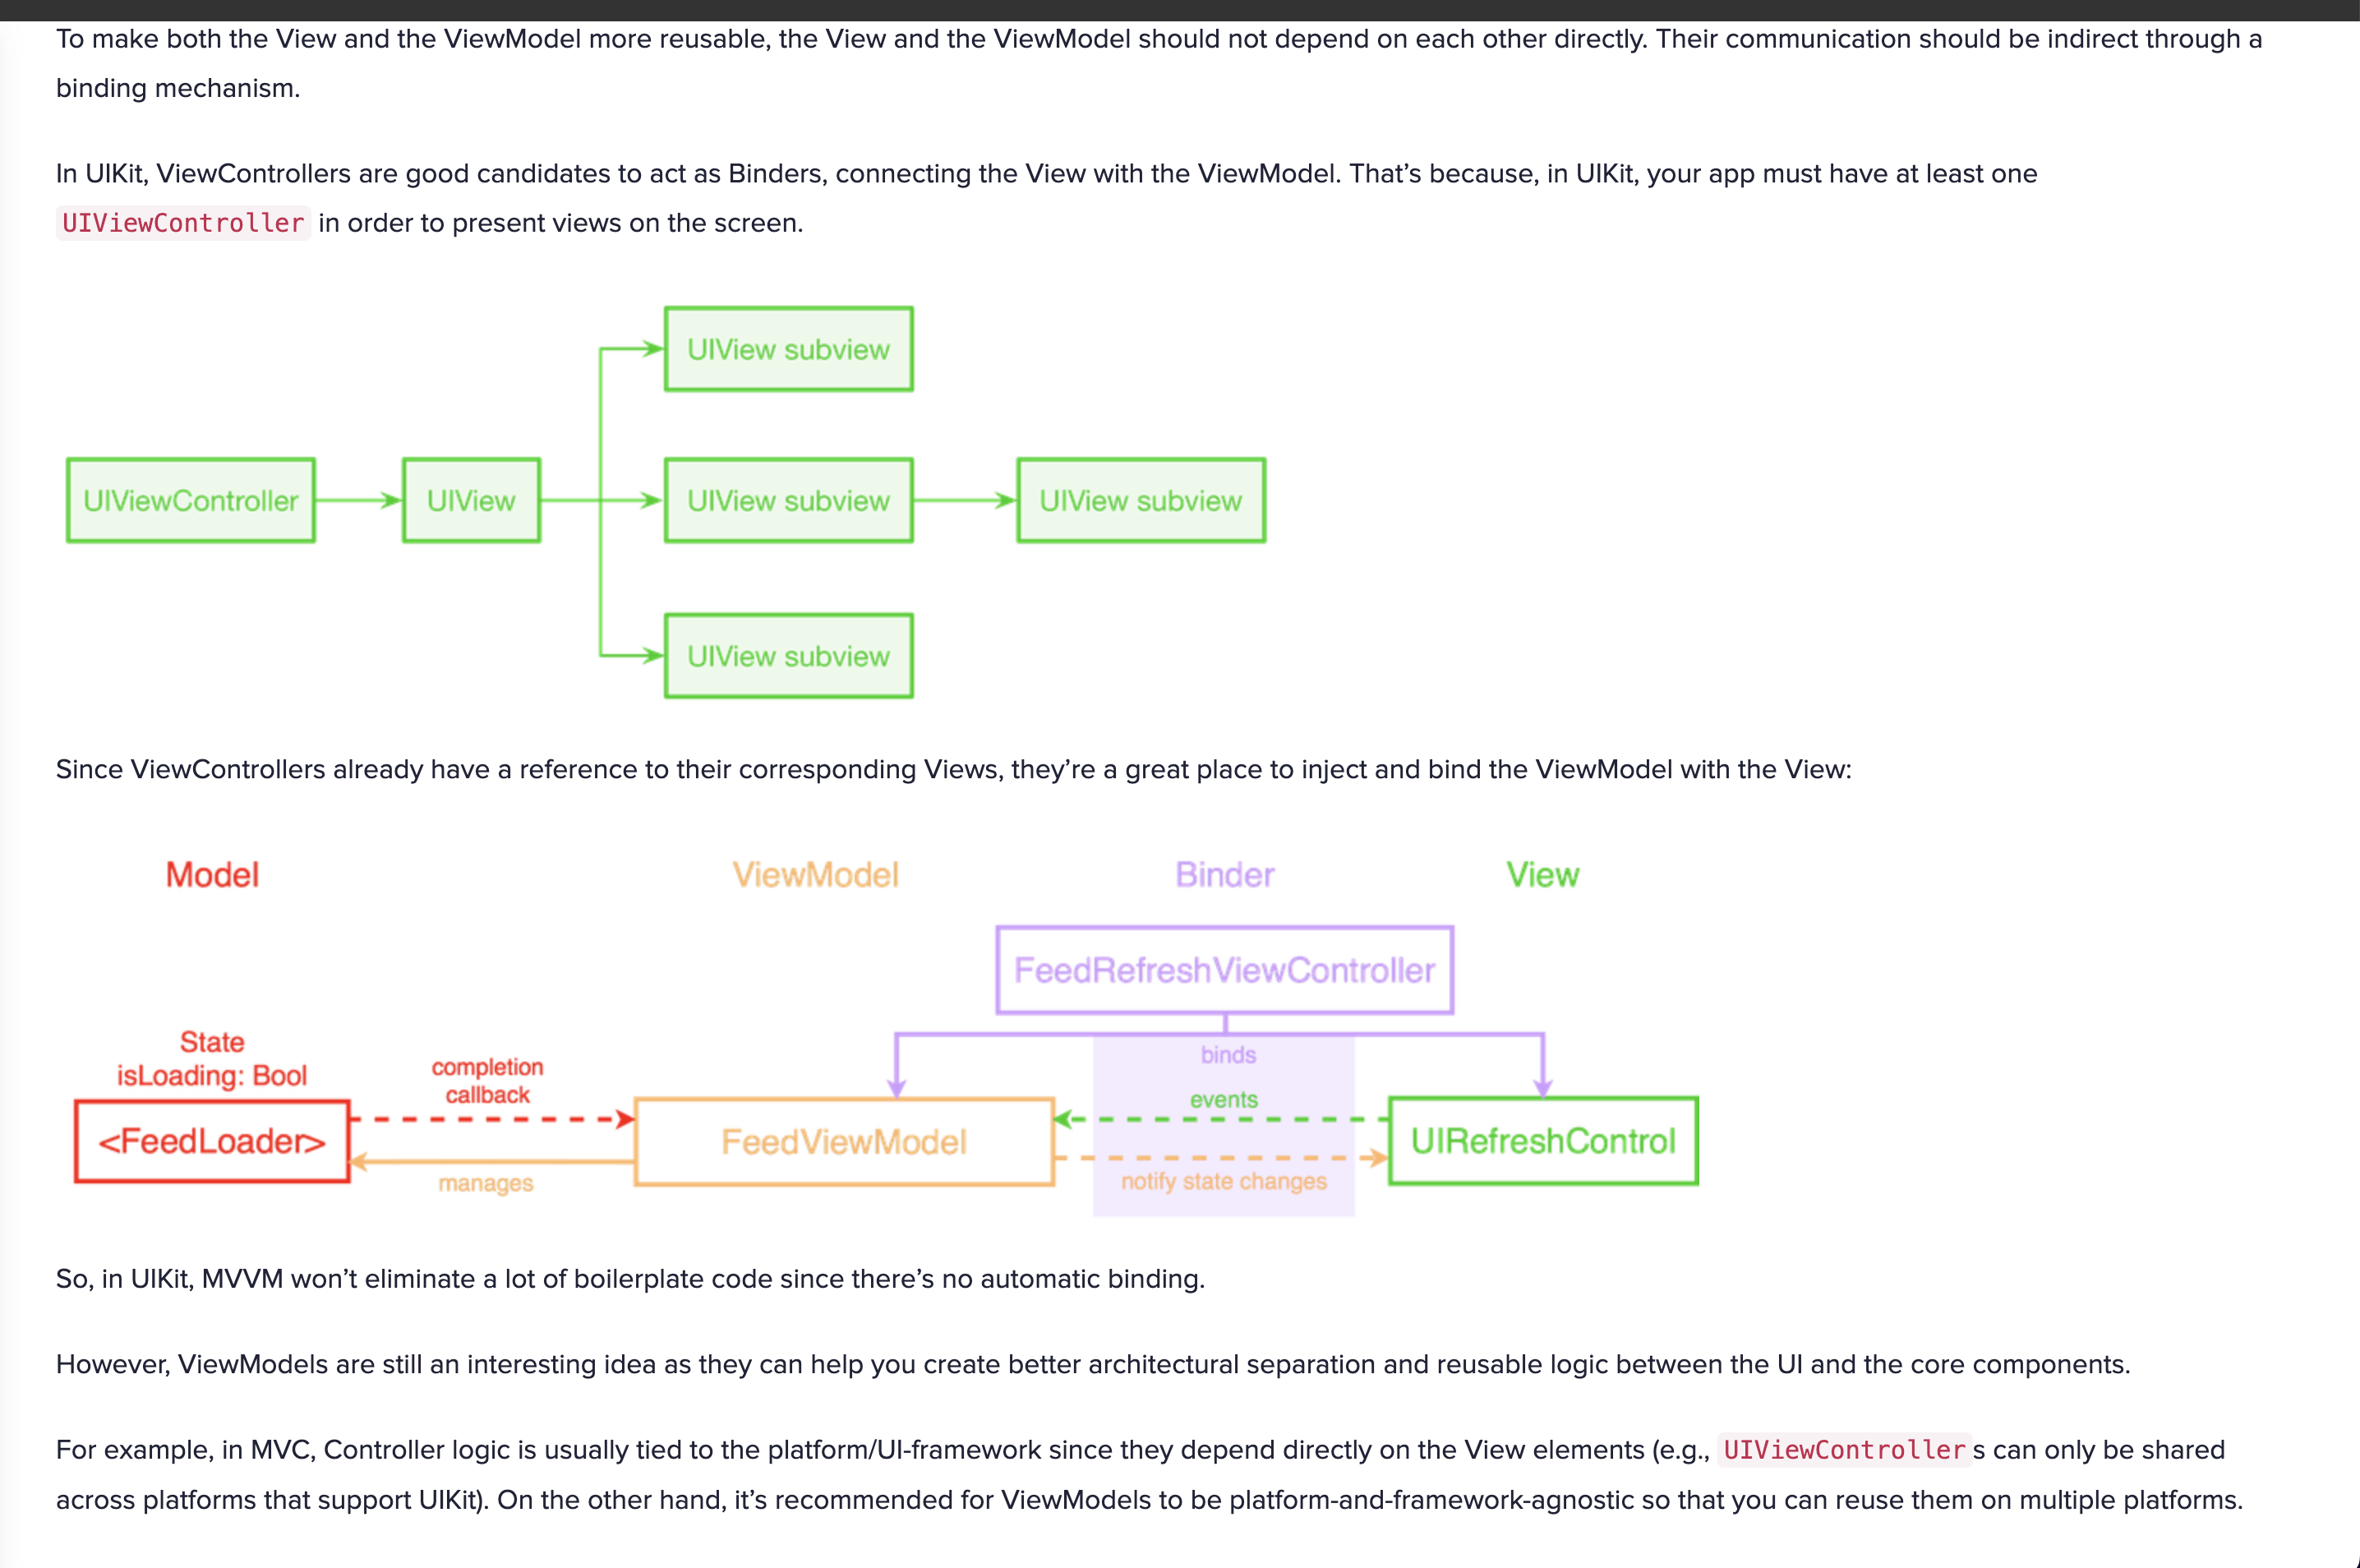 To make both the View and the ViewModel more reusable, the View and the ViewModel should not depend on each other directly. Their communication should be indirect through a
binding mechanism.
In UIKit, ViewControllers are good candidates to act as Binders, connecting the View with the ViewModel. That’s because, in UIKit, your app must have at least one
UIViewController in order to present views on the screen.
UIView subview
UIViewController
UIView
UIView subview
UIView subview
UIView subview
Since ViewControllers already have a reference to their corresponding Views, they’re a great place to inject and bind the ViewModel with the View:
Model
ViewModel
Binder
View
FeedRefreshViewController
State
isLoading: Bool
completion
callback
binds
events
<FeedLoader>
FeedViewModel
UIRefreshControl
manages
notify state changes
So, in UIKit, MVVM won’t eliminate a lot of boilerplate code since there’s no automatic binding.
However, ViewModels are still an interesting idea as they can help you create better architectural separation and reusable logic between the UI and the core components.
For example, in MVC, Controller logic is usually tied to the platform/UI-framework since they depend directly on the View elements (e.g., UIViewControllers can only be shared
across platforms that support UIKit). On the other hand, it’s recommended for ViewModels to be platform-and-framework-agnostic so that you can reuse them on multiple platforms.